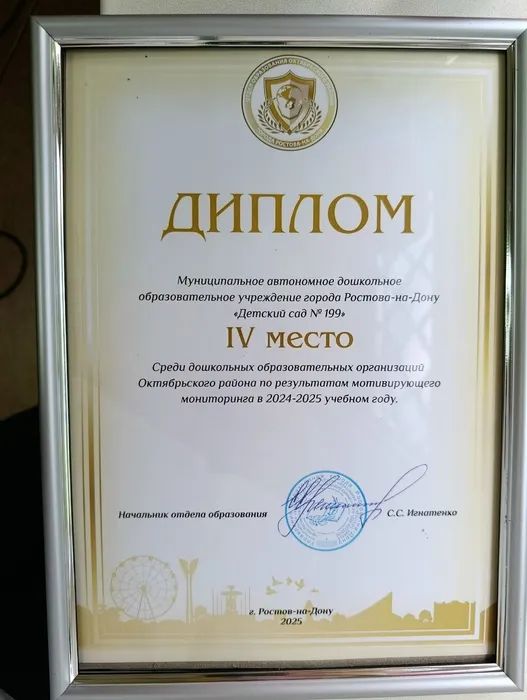 ДИПЛОМ
Муниципальное автономное дошкольное
образовательное учреждение города Ростова-на-Дону
«Детский сад № 199»
IV место
Среди дошкольных образовательных организаций
Октябрьского района по результатам мотивирующего
мониторинга в 2024-2025 учебном году.
Начальник отдела образования
С.С. Игнатенко
г. Ростов-на-Дону
2025